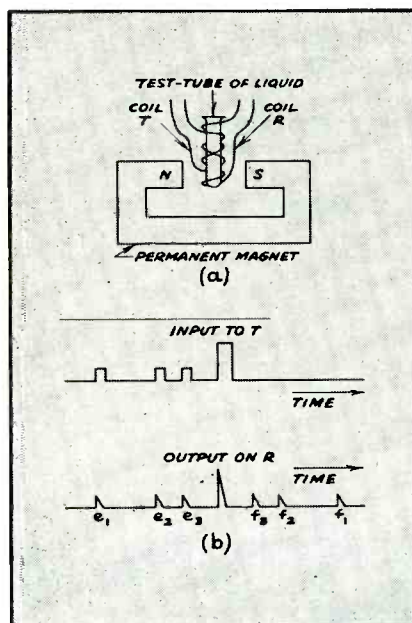 TEST-TUBE OF LIQUID
COIL
T
COIL
R
N
S
PERMANENT MAGNET
(a)
INPUT TO T
TIME
OUTPUT ON R
TIME
e1 e2 e3 f3 f2 f1
(b)